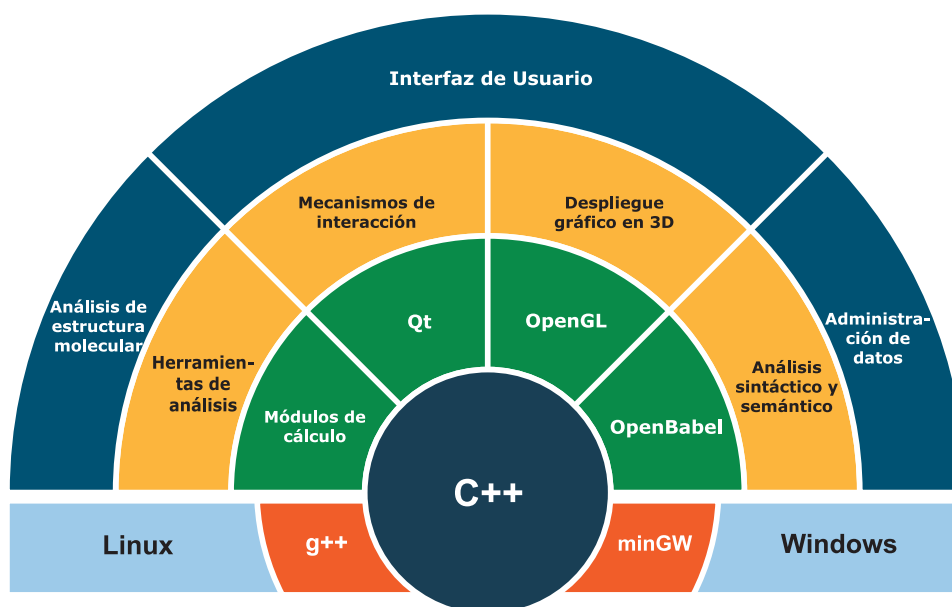 Interfaz de Usuario
Mecanismos de
interacción
Despliegue
gráfico en 3D
Análisis de
estructura
molecular
Administra-
ción de
datos
Qt
OpenGL
Herramien-
tas de
análisis
Análisis
sintáctico y
semántico
Módulos de
cálculo
OpenBabel
C++
Linux
g++
minGW
Windows